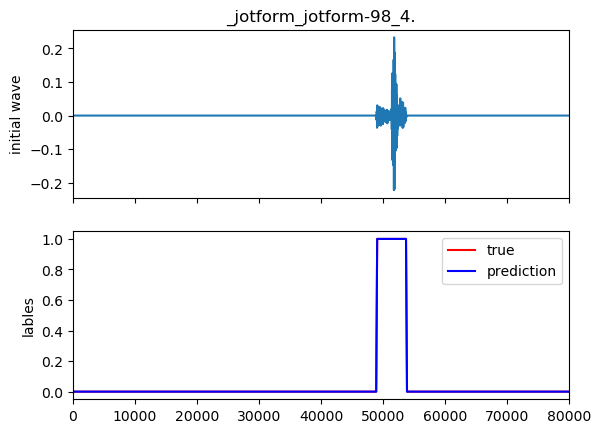 _jotform_jotform-98_4.
initial wave
0.2
0.1
0.0
−0.1
−0.2
lables
1.0
0.8
0.6
0.4
0.2
0.0
true
prediction
0 10000 20000 30000 40000 50000 60000 70000 80000